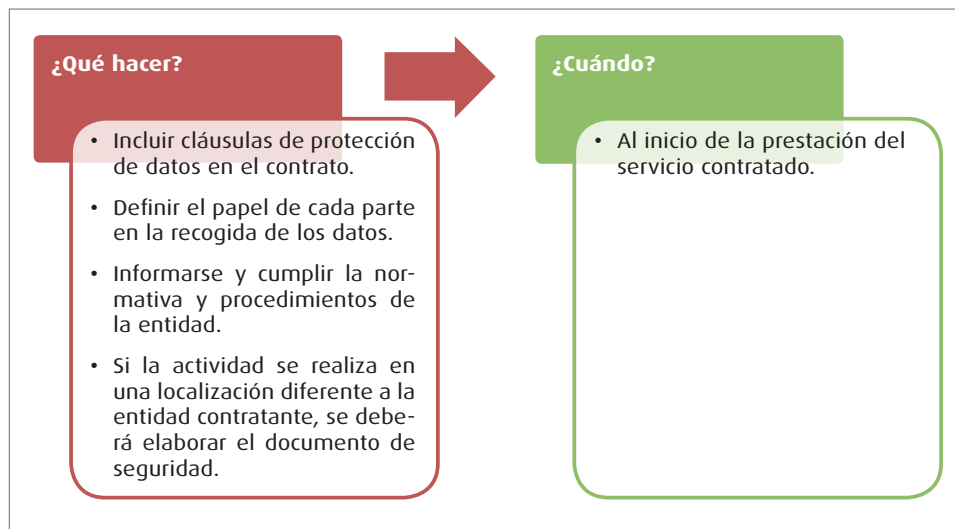 ¿Qué hacer?
• Incluir cláusulas de protección
de datos en el contrato.
• Definir el papel de cada parte
en la recogida de los datos.
• Informarse y cumplir la nor-
mativa y procedimientos de
la entidad.
• Si la actividad se realiza en
una localización diferente a la
entidad contratante, se debe-
rá elaborar el documento de
seguridad.
¿Cuándo?
• Al inicio de la prestación del
servicio contratado.